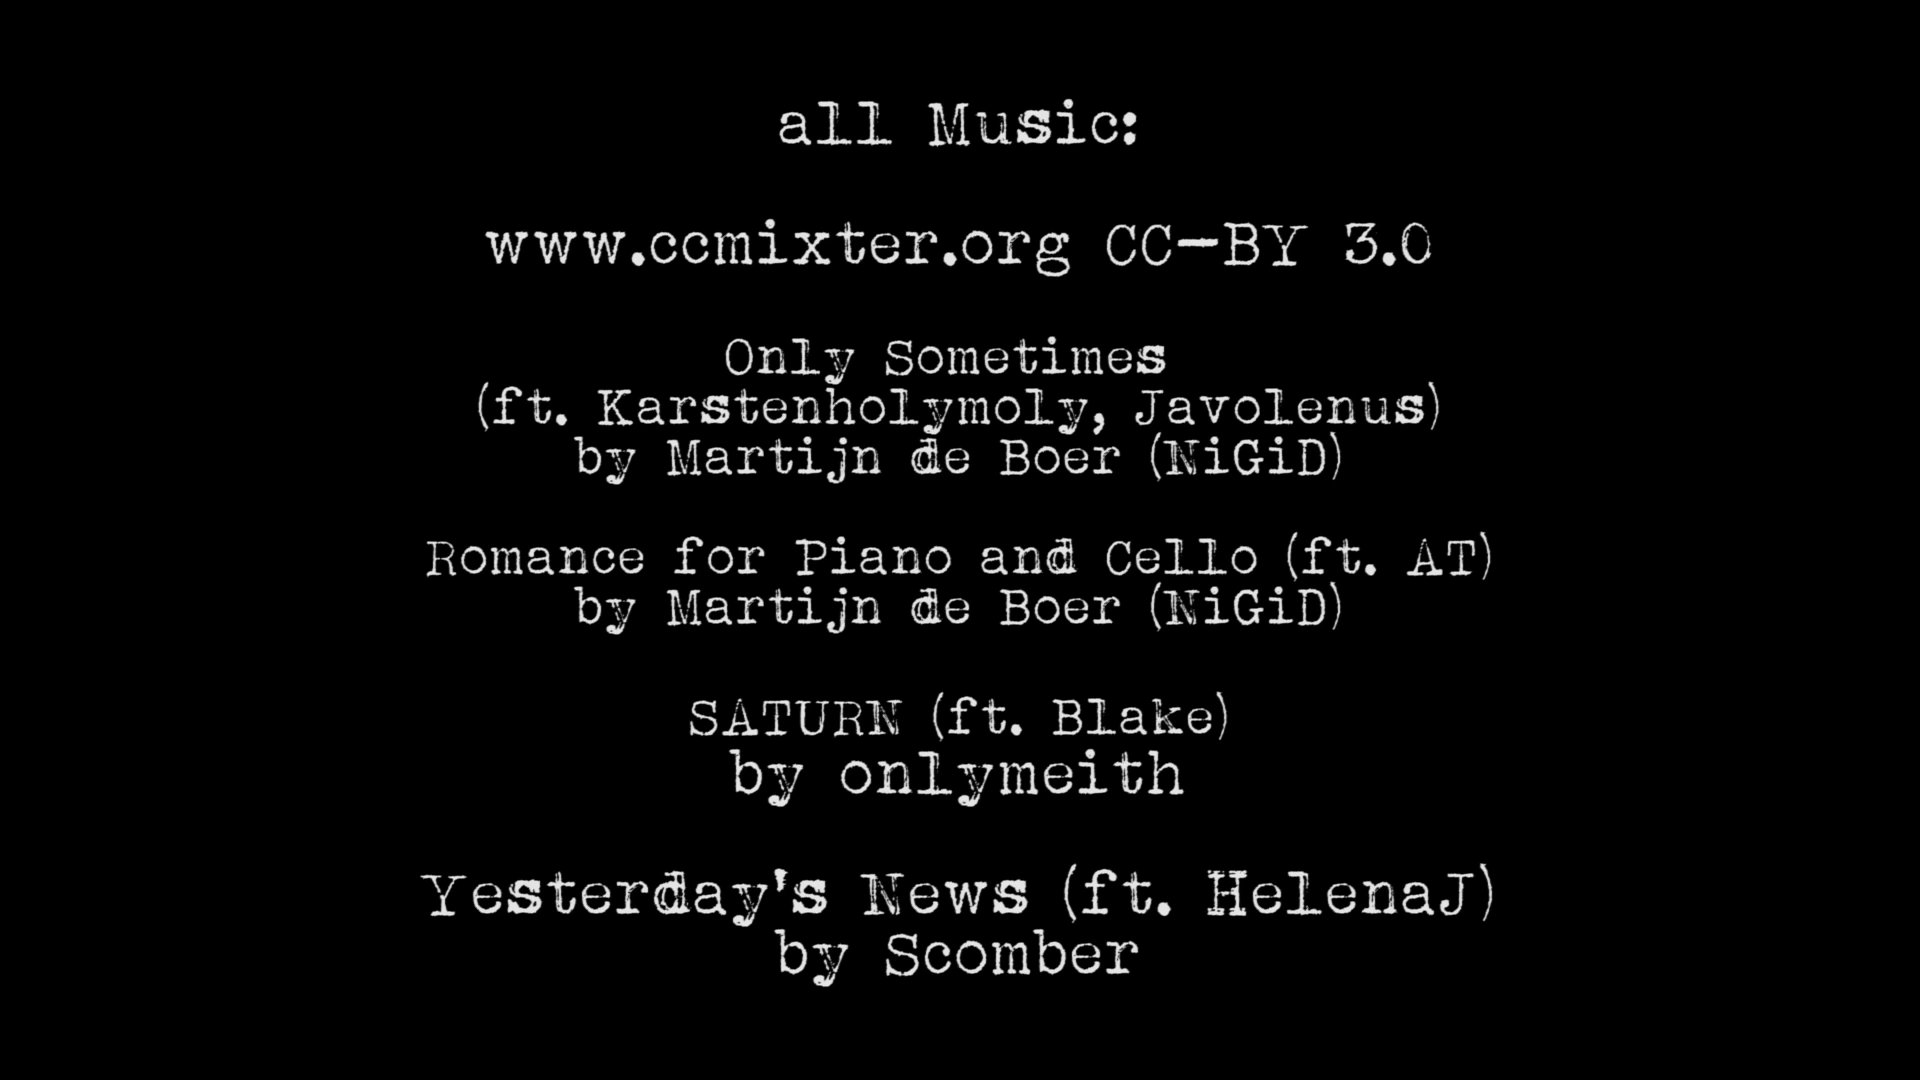 all Music:
www.ccmixter.org CC-BY 3.0
Only Sometimes
(ft. Karstenholymoly, Javolenus)
by Martijn de Boer (NiGiD)
Romance for Piano and Cello (ft. AT)
by Martijn de Boer (NiGiD)
SATURN (ft. Blake)
by onlymeith
Yesterday's News (ft. HelenaJ)
by Scomber